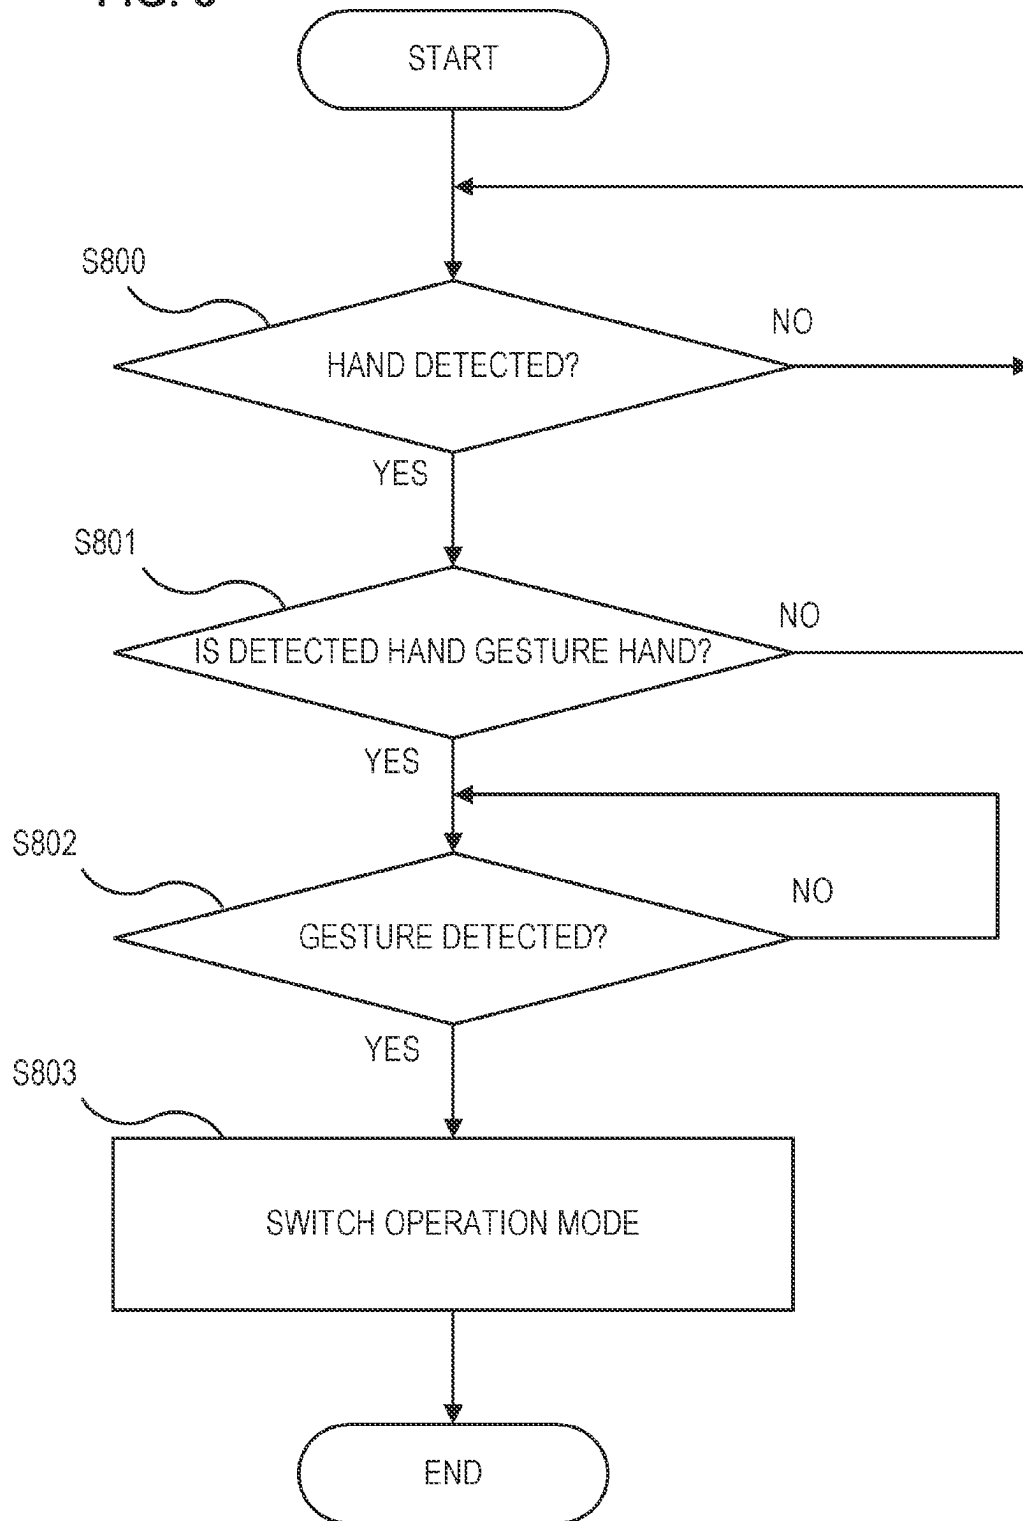 START
S800
HAND DETECTED?
NO
YES
S801
IS DETECTED HAND GESTURE HAND?
NO
YES
S802
GESTURE DETECTED?
NO
YES
S803
SWITCH OPERATION MODE
END